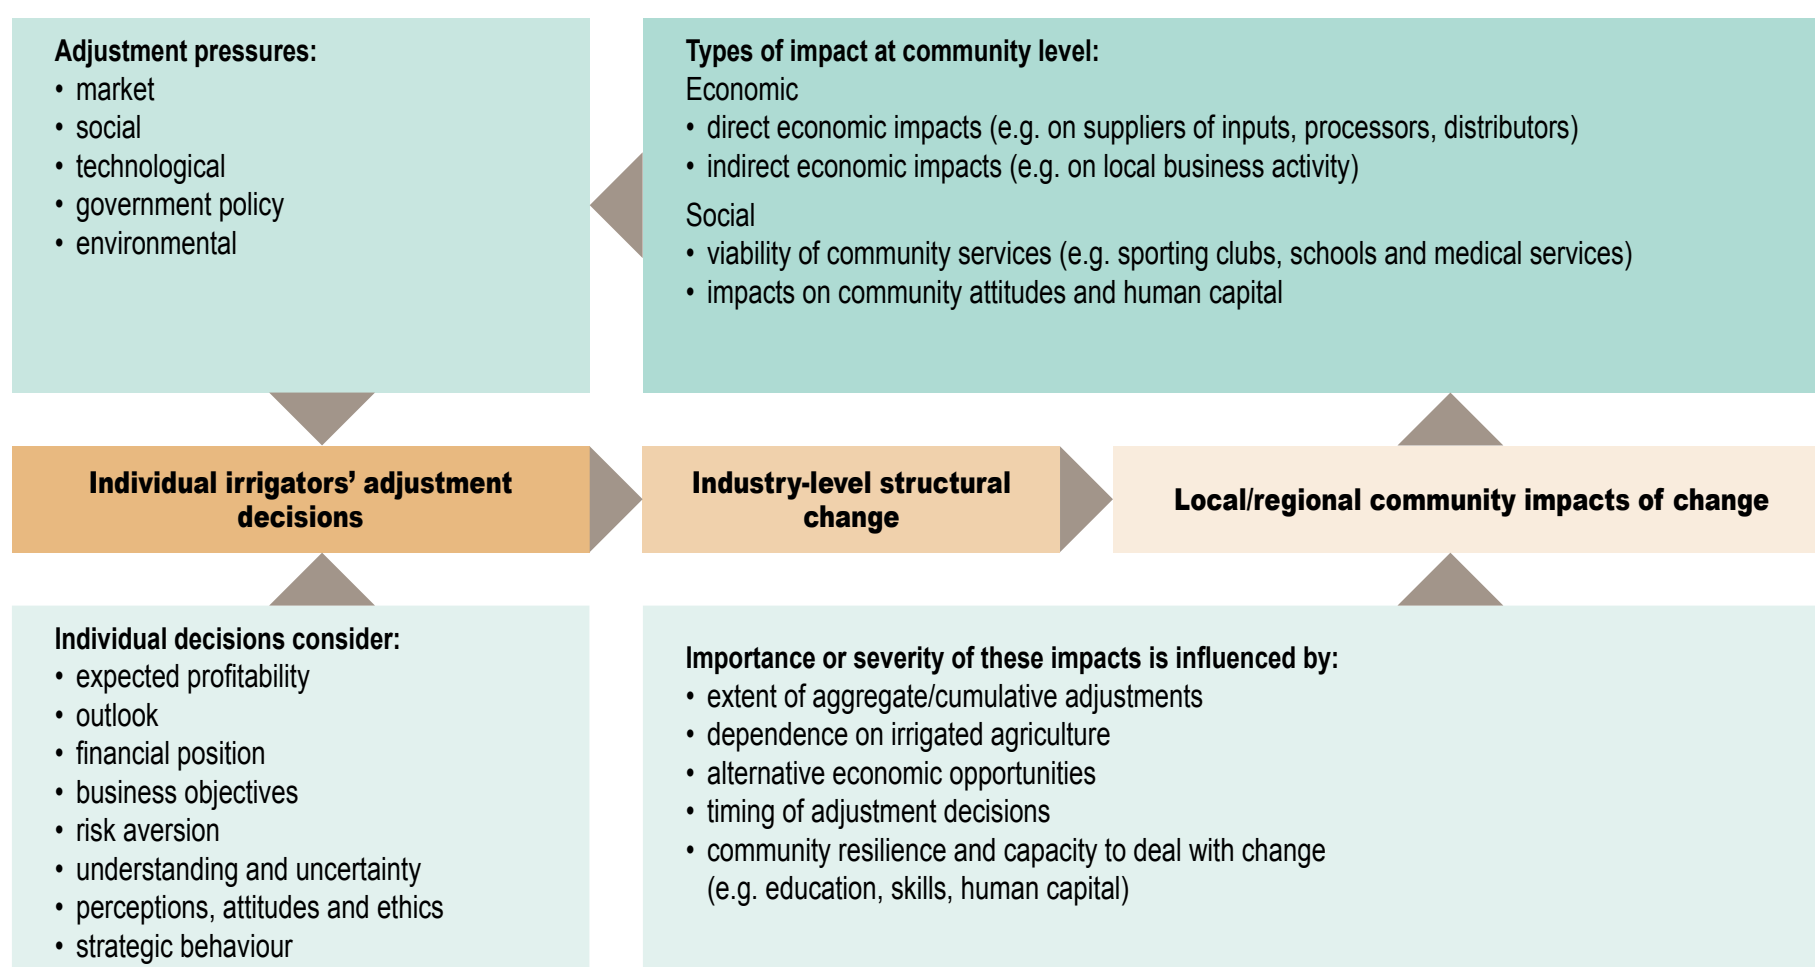 Adjustment pressures:
• market
• social
• technological
• government policy
• environmental
Types of impact at community level:
Economic
• direct economic impacts (e.g. on suppliers of inputs, processors, distributors)
• indirect economic impacts (e.g. on local business activity)
Social
• viability of community services (e.g. sporting clubs, schools and medical services)
• impacts on community attitudes and human capital
Individual irrigators’ adjustment
decisions
Industry-level structural
change
Local/regional community impacts of change
Individual decisions consider:
• expected profitability
• outlook
• financial position
• business objectives
• risk aversion
• understanding and uncertainty
• perceptions, attitudes and ethics
• strategic behaviour
Importance or severity of these impacts is influenced by:
• extent of aggregate/cumulative adjustments
• dependence on irrigated agriculture
• alternative economic opportunities
• timing of adjustment decisions
• community resilience and capacity to deal with change
(e.g. education, skills, human capital)